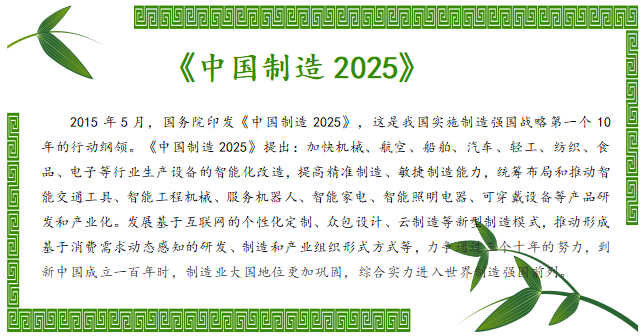 《中国制造 2025》
2015 年 5 月，国务院印发《中国制造 2025》，这是我国实施制造强国战略第一个 10
年的行动纲领。《中国制造 2025》提出：加快机械、航空、船舶、汽车、轻工、纺织、食
品、电子等行业生产设备的智能化改造，提高精准制造、敏捷制造能力，统筹布局和推动智
能交通工具、智能工程机械、服务机器人、智能家电、智能照明电器、可穿戴设备等产品研
发和产业化。发展基于互联网的个性化定制、众包设计、云制造等新型制造模式，推动形成
基于消费需求动态感知的研发、制造和产业组织形式方式等，力争通过三个十年的努力，到
新中国成立一百年时，制造业大国地位更加巩固，综合实力进入世界制造强国前列。